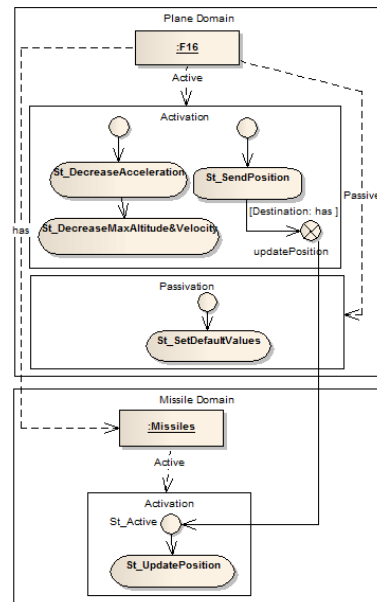 Plane Domain
:F16
Active
Activation
St_DecreaseAcceleration
St_SendPosition
St_DecreaseMaxAltitude&Velocity
[Destination: has ]
updatePosition
has
Passive
Passivation
St_SetDefaultValues
Missile Domain
:Missiles
Active
Activation
St_Active
St_UpdatePosition